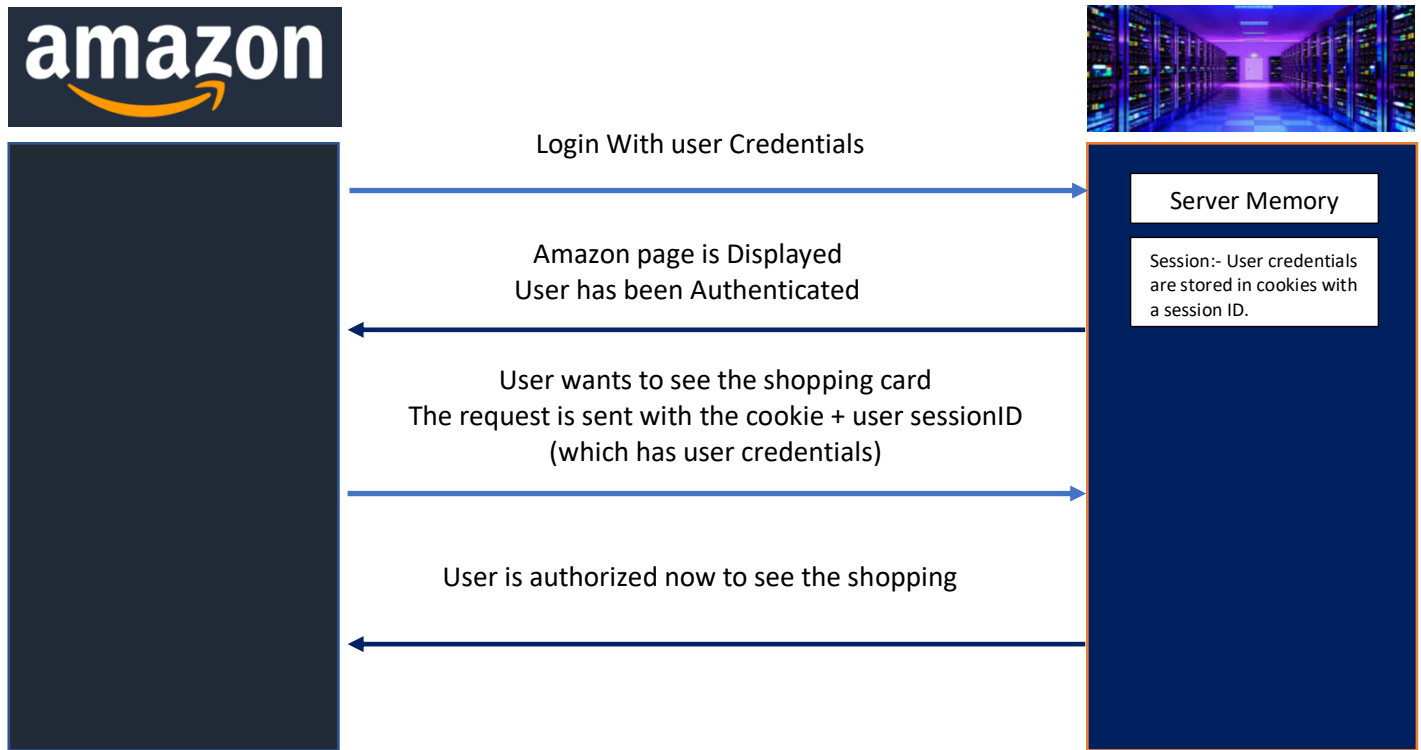 amazon
Login With user Credentials
Server Memory
Amazon page is Displayed
User has been Authenticated
Session:- User credentials
are stored in cookies with
a session ID.
User wants to see the shopping card
The request is sent with the cookie + user sessionID
(which has user credentials)
User is authorized now to see the shopping